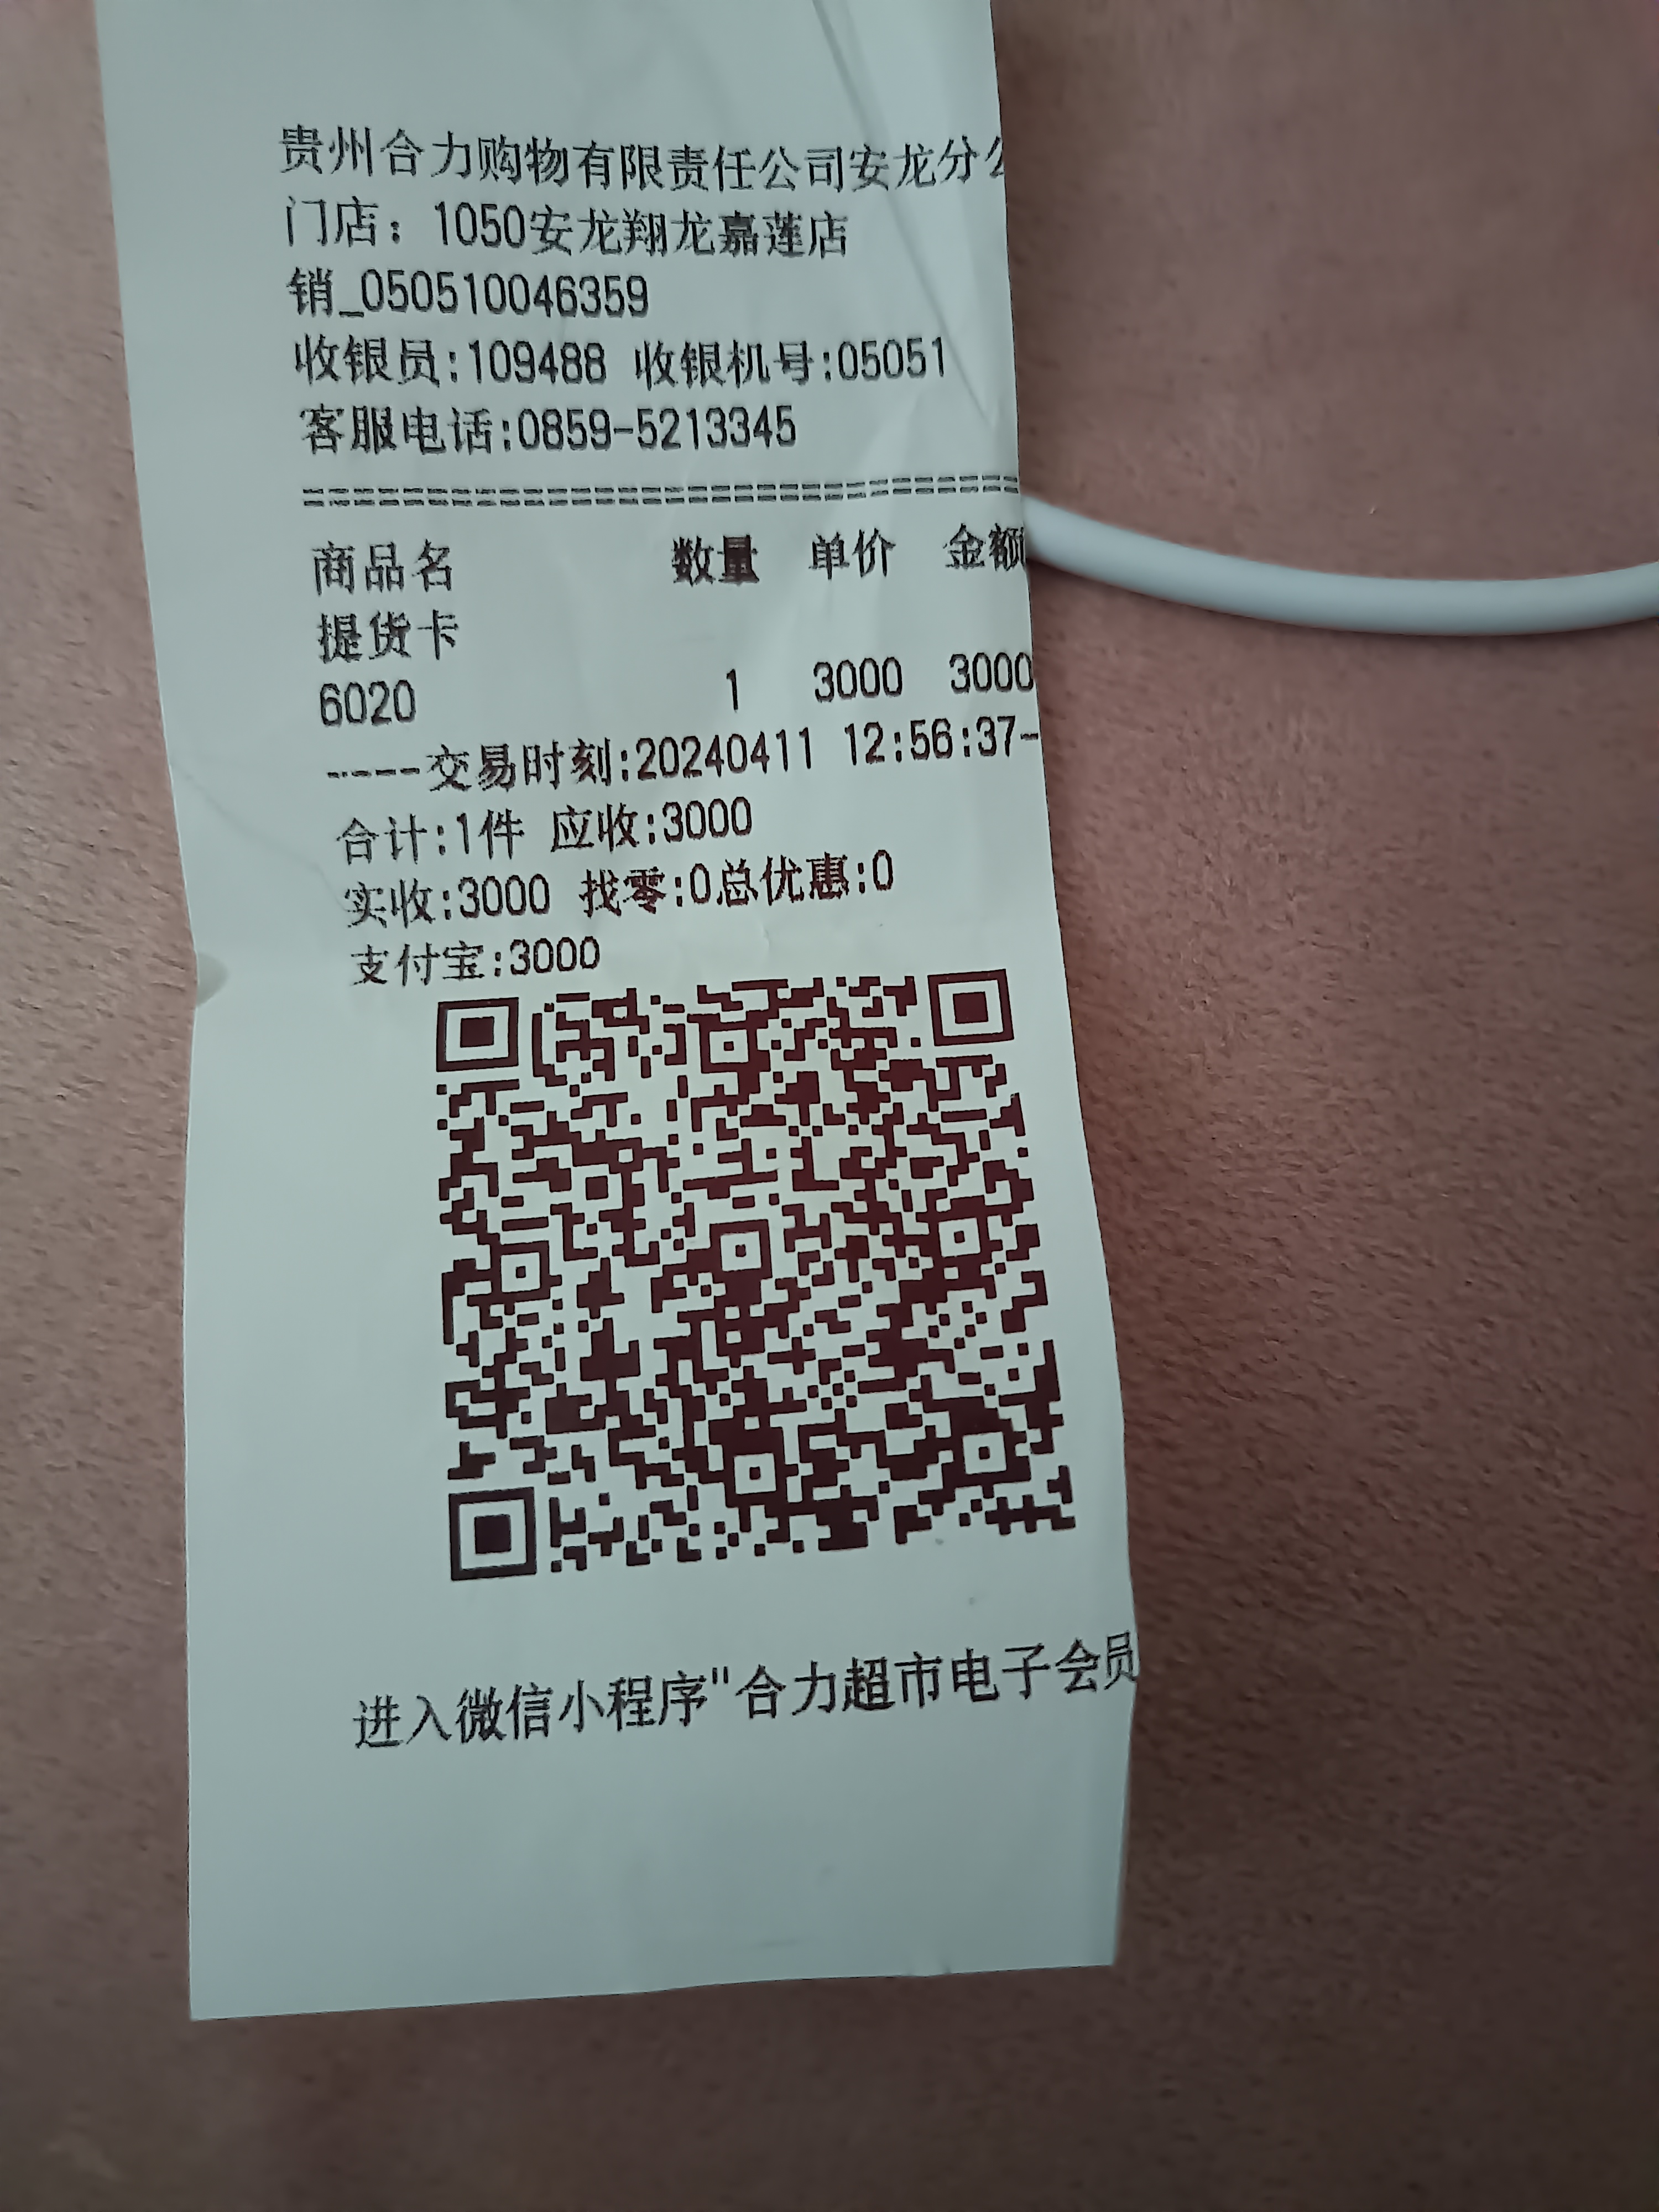 贵州合力购物有限责任公司安龙分公
门店：1050安龙翔龙嘉莲店
销_050510046359
收银员:109488 收银机号:05051
客服电话:0859-5213345
==============================
商品名 数量 单价 金额
提货卡
6020 1 3000 3000
-----交易时刻:20240411 12:56:37-
合计:1件 应收:3000
实收:3000 找零:0总优惠:0
支付宝:3000
进入微信小程序"合力超市电子会员